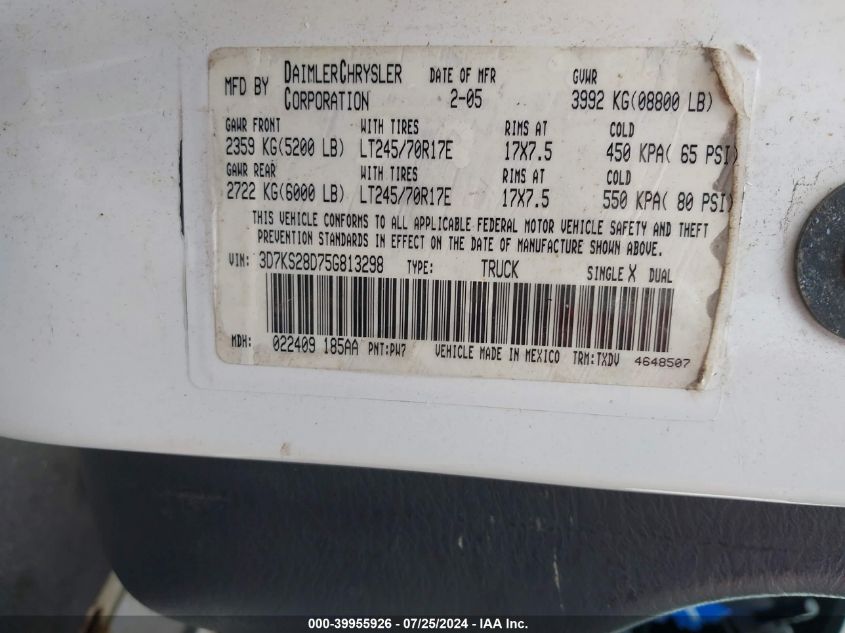 MFD BY DAIMLERCHRYSLER CORPORATION DATE OF MFR 2-05 GVWR 3992 KG(08800 LB)
GAWR FRONT WITH TIRES RIMS AT COLD
2359 KG(5200 LB) LT245/70R17E 17X7.5 450 KPA( 65 PSI)
GAWR REAR WITH TIRES RIMS AT COLD
2722 KG(6000 LB) LT245/70R17E 17X7.5 550 KPA( 80 PSI)
THIS VEHICLE CONFORMS TO ALL APPLICABLE FEDERAL MOTOR VEHICLE SAFETY AND THEFT
PREVENTION STANDARDS IN EFFECT ON THE DATE OF MANUFACTURE SHOWN ABOVE.
VIN: 3D7KS28D75G813298 TYPE: TRUCK SINGLE X DUAL
MDH: 022409 185AA PNT:PW7 VEHICLE MADE IN MEXICO TRM:TXDV 4648507
000-39955926 - 07/25/2024 - IAA Inc.